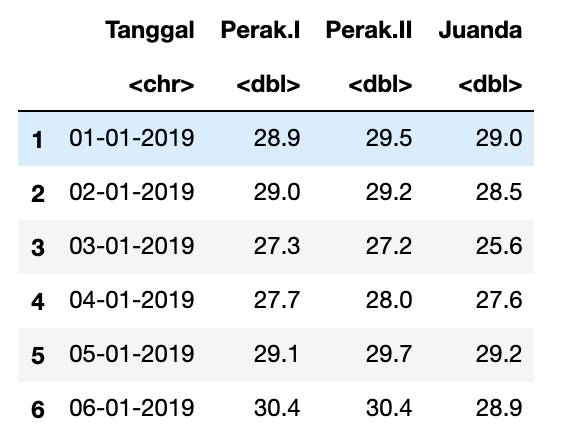 Tanggal Perak.I Perak.II Juanda
<chr> <dbl> <dbl> <dbl>
1 01-01-2019 28.9 29.5 29.0
2 02-01-2019 29.0 29.2 28.5
3 03-01-2019 27.3 27.2 25.6
4 04-01-2019 27.7 28.0 27.6
5 05-01-2019 29.1 29.7 29.2
6 06-01-2019 30.4 30.4 28.9